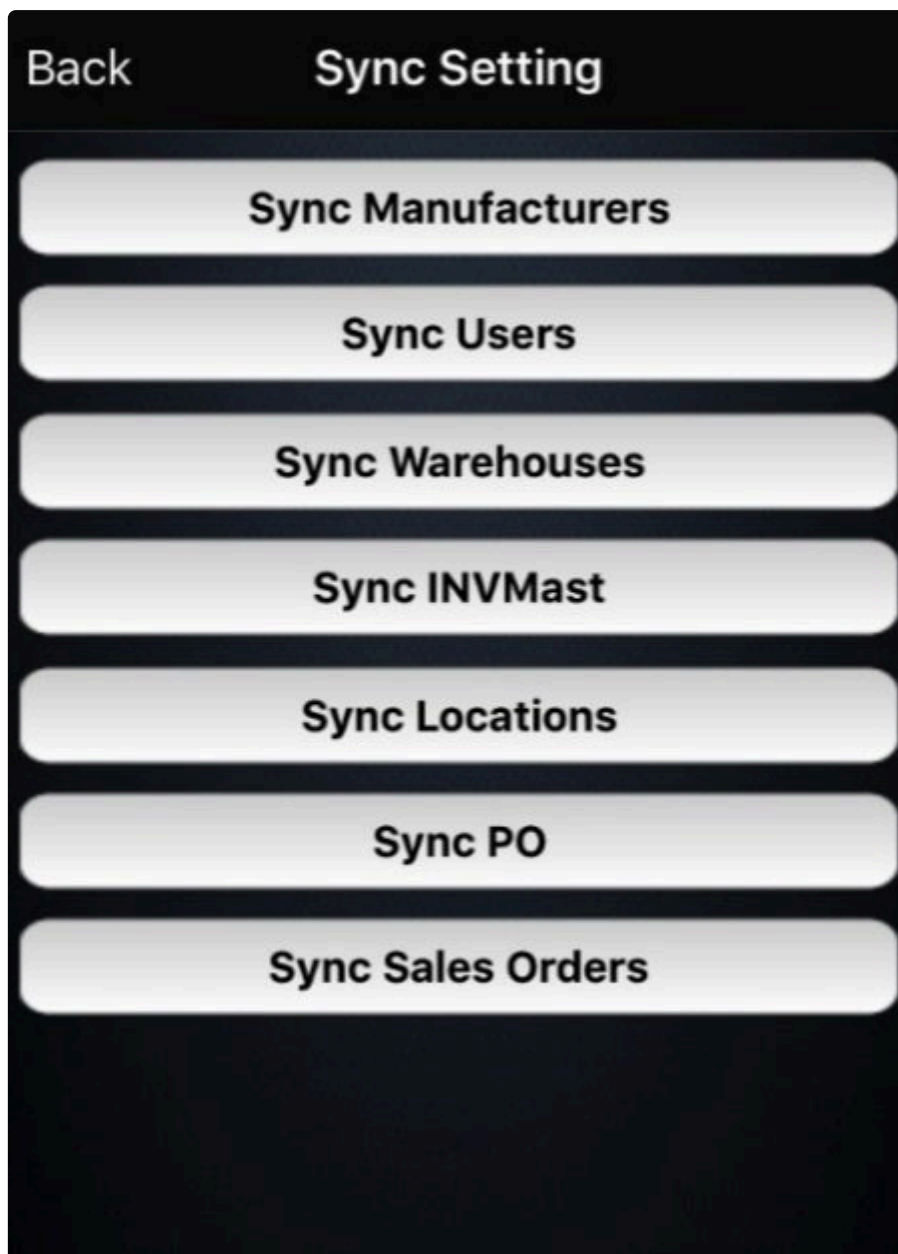 Back Sync Setting
Sync Manufacturers
Sync Users
Sync Warehouses
Sync INVMast
Sync Locations
Sync PO
Sync Sales Orders